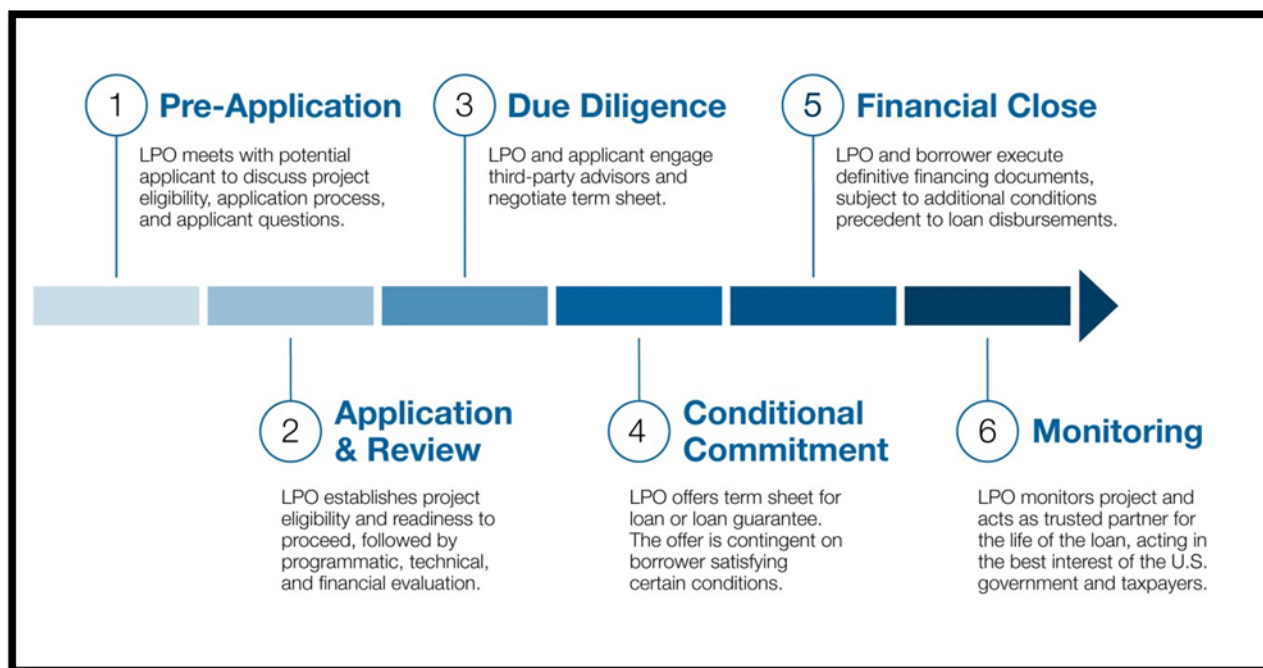 1 Pre-Application
LPO meets with potential
applicant to discuss project
eligibility, application process,
and applicant questions.
2 Application
& Review
LPO establishes project
eligibility and readiness to
proceed, followed by
programmatic, technical,
and financial evaluation.
3 Due Diligence
LPO and applicant engage
third-party advisors and
negotiate term sheet.
4 Conditional
Commitment
LPO offers term sheet for
loan or loan guarantee.
The offer is contingent on
borrower satisfying
certain conditions.
5 Financial Close
LPO and borrower execute
definitive financing documents,
subject to additional conditions
precedent to loan disbursements.
6 Monitoring
LPO monitors project and
acts as trusted partner for
the life of the loan, acting in
the best interest of the U.S.
government and taxpayers.